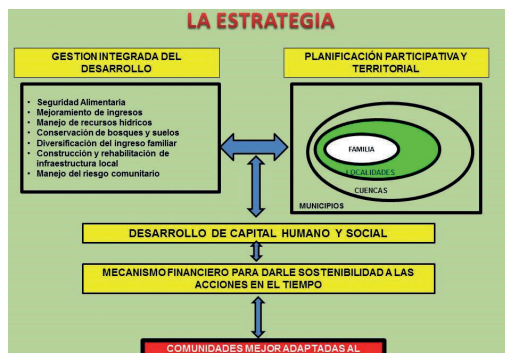 LA ESTRATEGIA
GESTION INTEGRADA DEL
DESARROLLO
• Seguridad Alimentaria
• Mejoramiento de ingresos
• Manejo de recursos hídricos
• Conservación de bosques y suelos
• Diversificación del ingreso familiar
• Construcción y rehabilitación de
infraestructura local
• Manejo del riesgo comunitario
PLANIFICACIÓN PARTICIPATIVA Y
TERRITORIAL
FAMILIA
LOCALIDADES
CUENCAS
MUNICIPIOS
DESARROLLO DE CAPITAL HUMANO Y SOCIAL
MECANISMO FINANCIERO PARA DARLE SOSTENIBILIDAD A LAS
ACCIONES EN EL TIEMPO
COMUNIDADES MEJOR ADAPTADAS AL